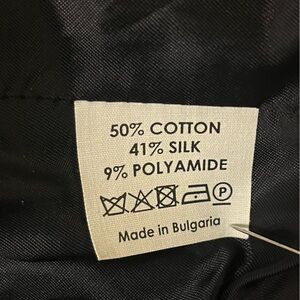 50% COTTON
41% SILK
9% POLYAMIDE
P
Made in Bulgaria